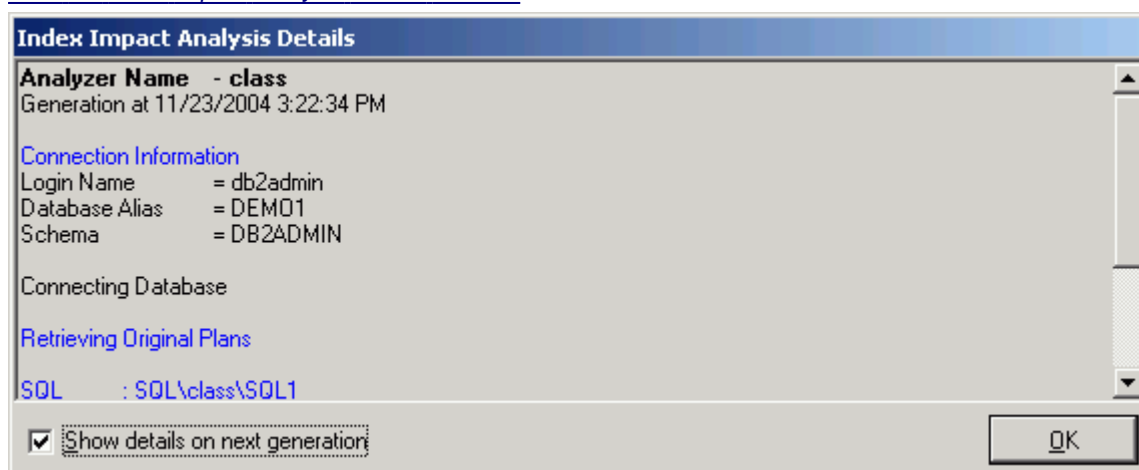 Index Impact Analysis Details
Analyzer Name - class
Generation at 11/23/2004 3:22:34 PM
Connection Information
Login Name = db2admin
Database Alias = DEMO1
Schema = DB2ADMIN
Connecting Database
Retrieving Original Plans
SQL : SQL\class\SQL1
Show details on next generation
OK